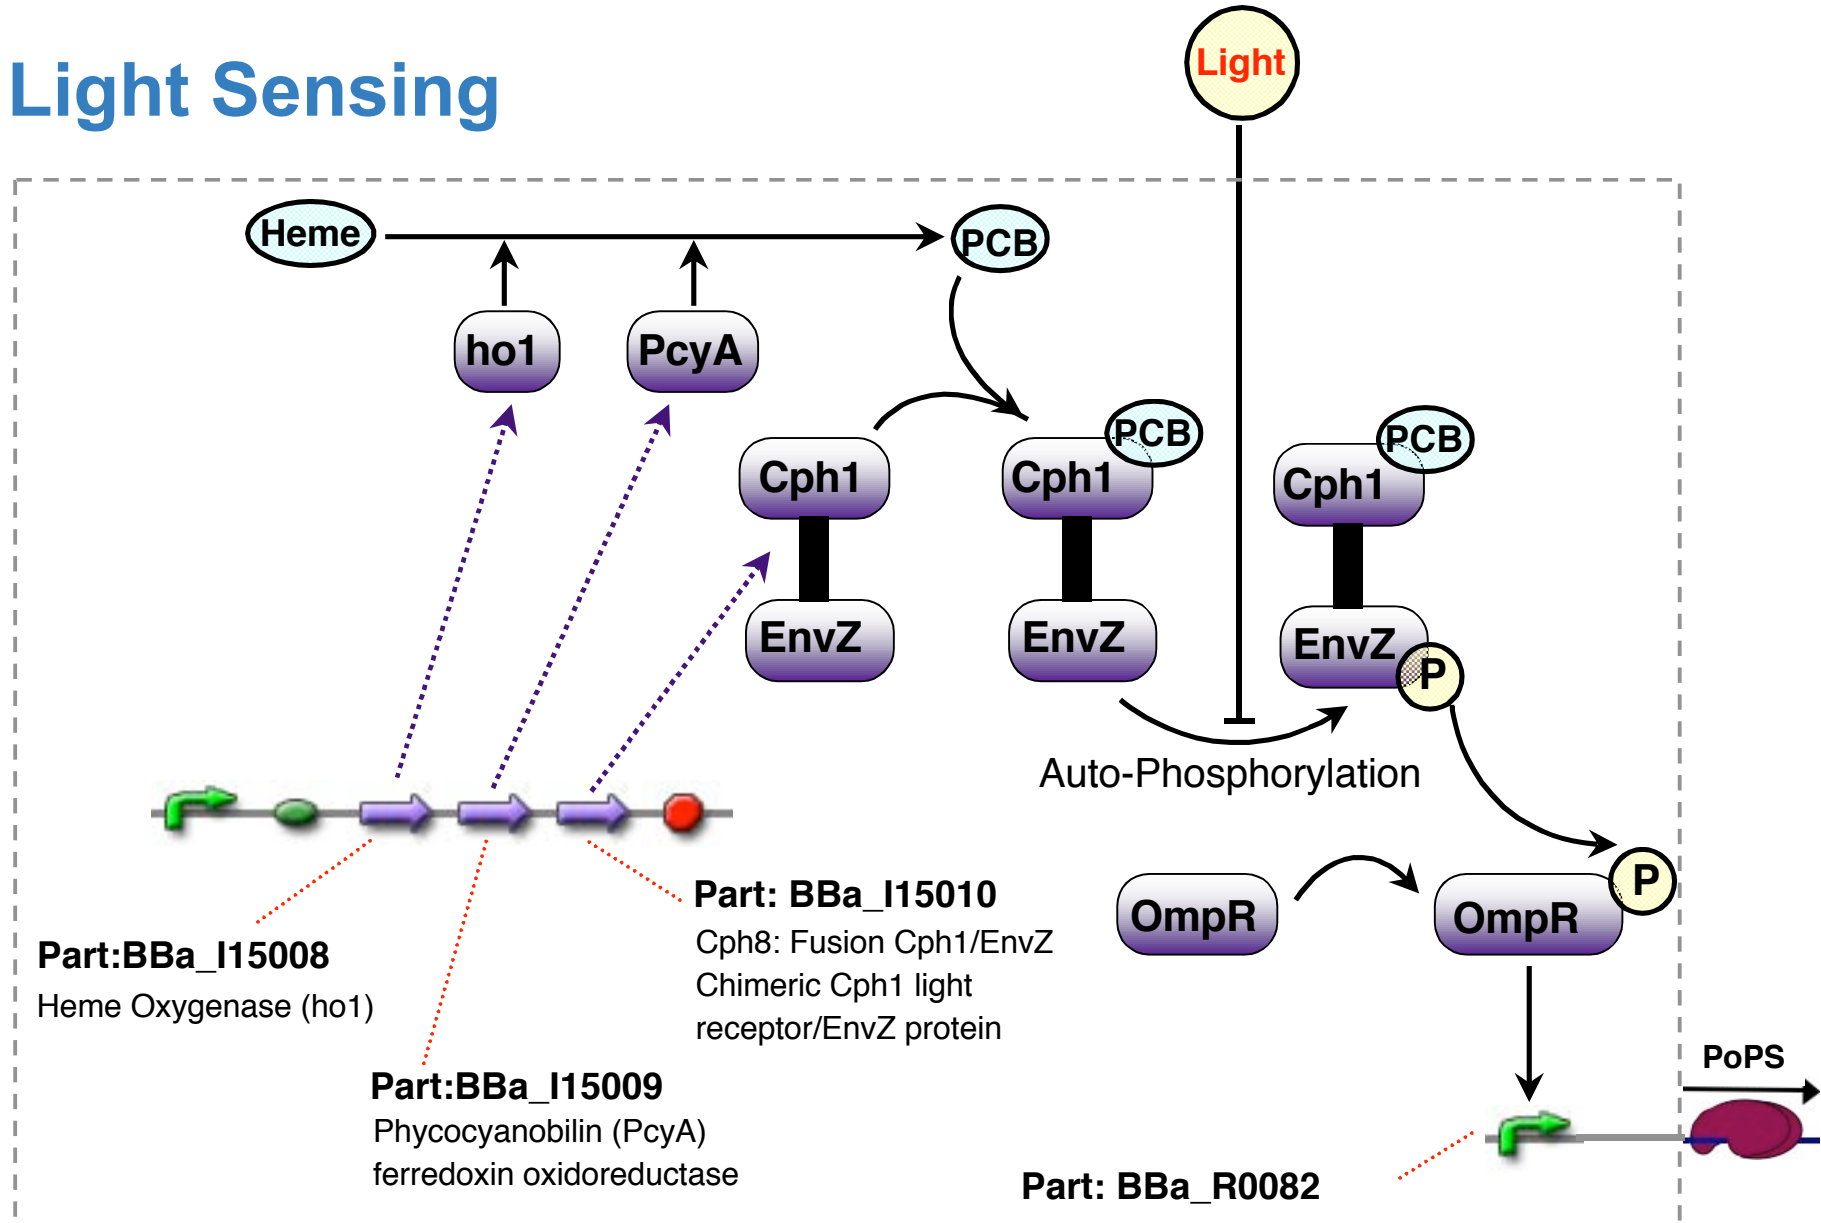 Light
Light Sensing
Heme
PCB
ho1
PcyA
PCB
PCB
Cph1
Cph1
Cph1
EnvZ
EnvZ
EnvZ
P
Auto-Phosphorylation
P
OmpR
OmpR
Part: BBa_I15010
Cph8: Fusion Cph1/EnvZ
Chimeric Cph1 light
receptor/EnvZ protein
Part:BBa_I15008
Heme Oxygenase (ho1)
Part:BBa_I15009
Phycocyanobilin (PcyA)
ferredoxin oxidoreductase
PoPS
Part: BBa_R0082